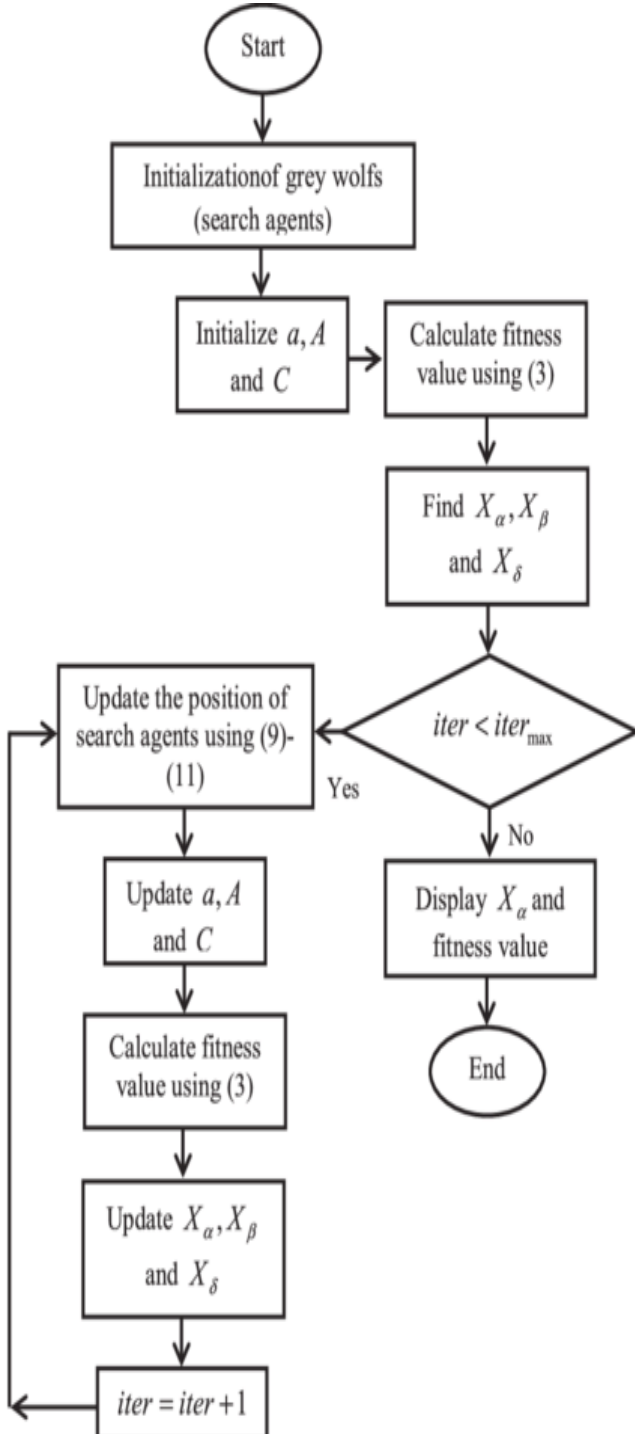 Start
Initializationof grey wolfs
(search agents)
Initialize a, A
and C
Calculate fitness
value using (3)
Find X_α, X_β
and X_δ
iter < iter_max
Yes
Update the position of
search agents using (9)-
(11)
Update a, A
and C
Calculate fitness
value using (3)
Update X_α, X_β
and X_δ
iter = iter +1
No
Display X_α and
fitness value
End